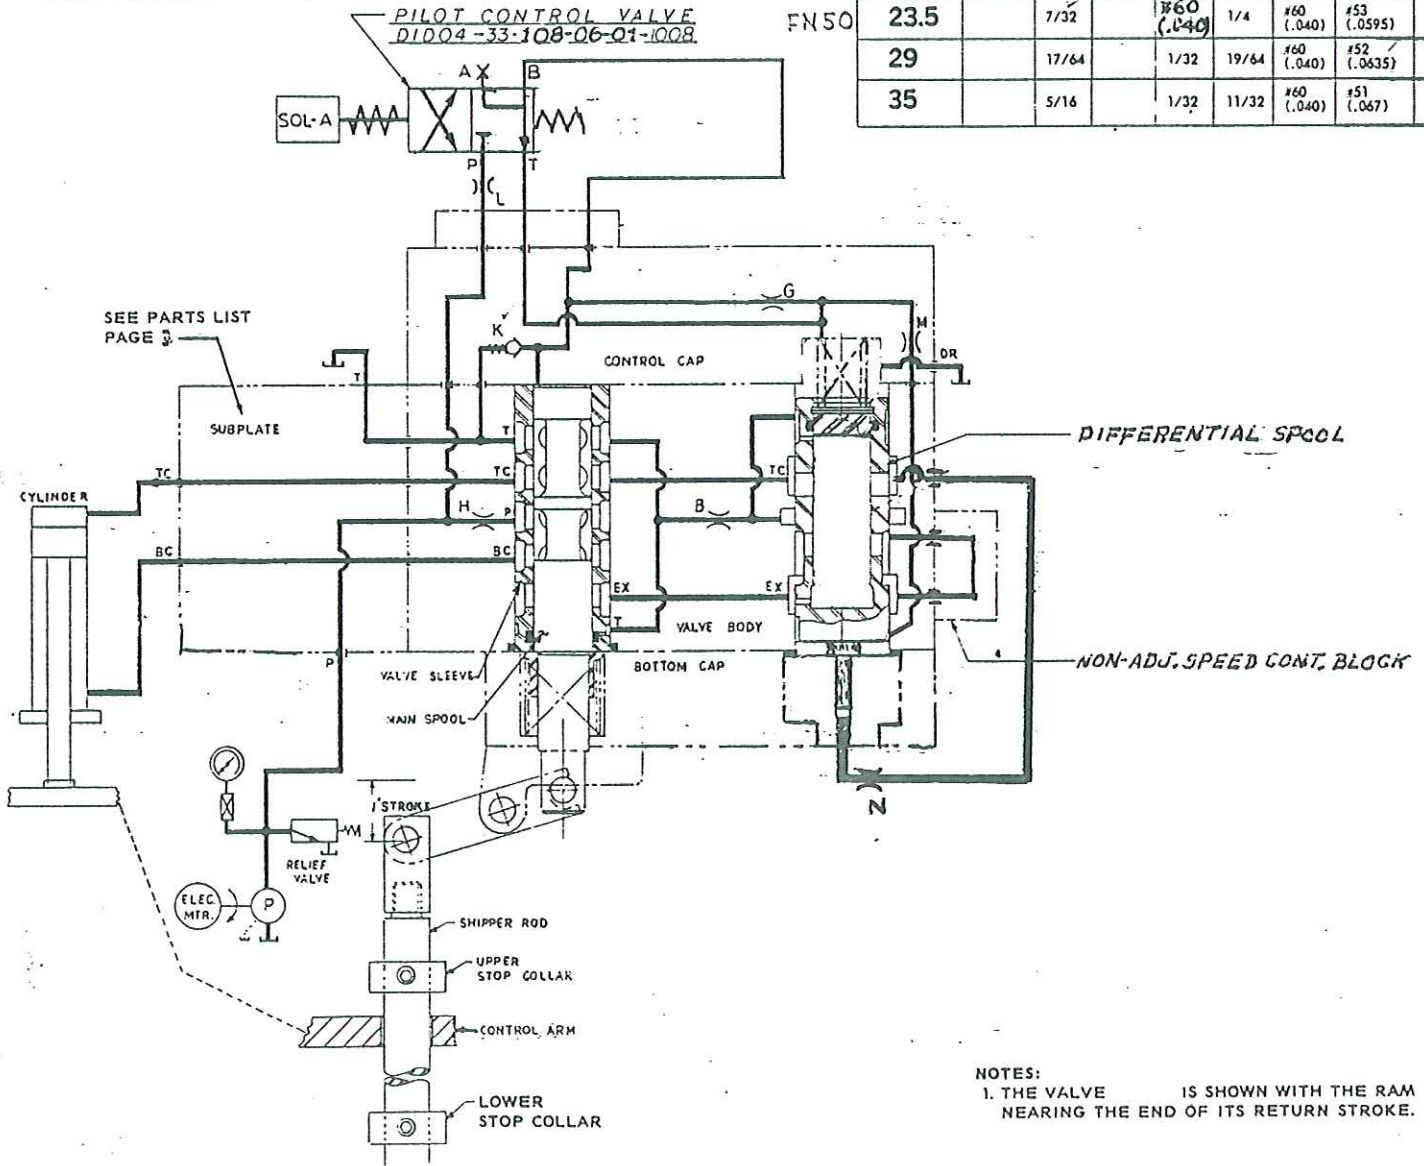 PILOT CONTROL VALVE
D1D04-33-108-06-01-1008
FN50
23.5 7/32 #60 (.040) 1/4 #60 (.040) #53 (.0595)
29 17/64 1/32 19/64 #60 (.040) #52 (.0635)
35 5/16 1/32 11/32 #60 (.040) #51 (.067)
A B
SOL-A
P T
L
SEE PARTS LIST
PAGE
G
K
M
CONTROL CAP
DR
T
SUBPLATE
T
DIFFERENTIAL SPOOL
TC TC TC
CYLINDER
H P B
BC BC
EX EX
T VALVE BODY
P
VALVE SLEEVE
BOTTOM CAP
NON-ADJ. SPEED CONT. BLOCK
MAIN SPOOL
1" STROKE
N
RELIEF
VALVE
ELEC.
MTR.
P
SHIPPER ROD
UPPER
STOP COLLAR
CONTROL ARM
LOWER
STOP COLLAR
NOTES:
1. THE VALVE IS SHOWN WITH THE RAM
NEARING THE END OF ITS RETURN STROKE.